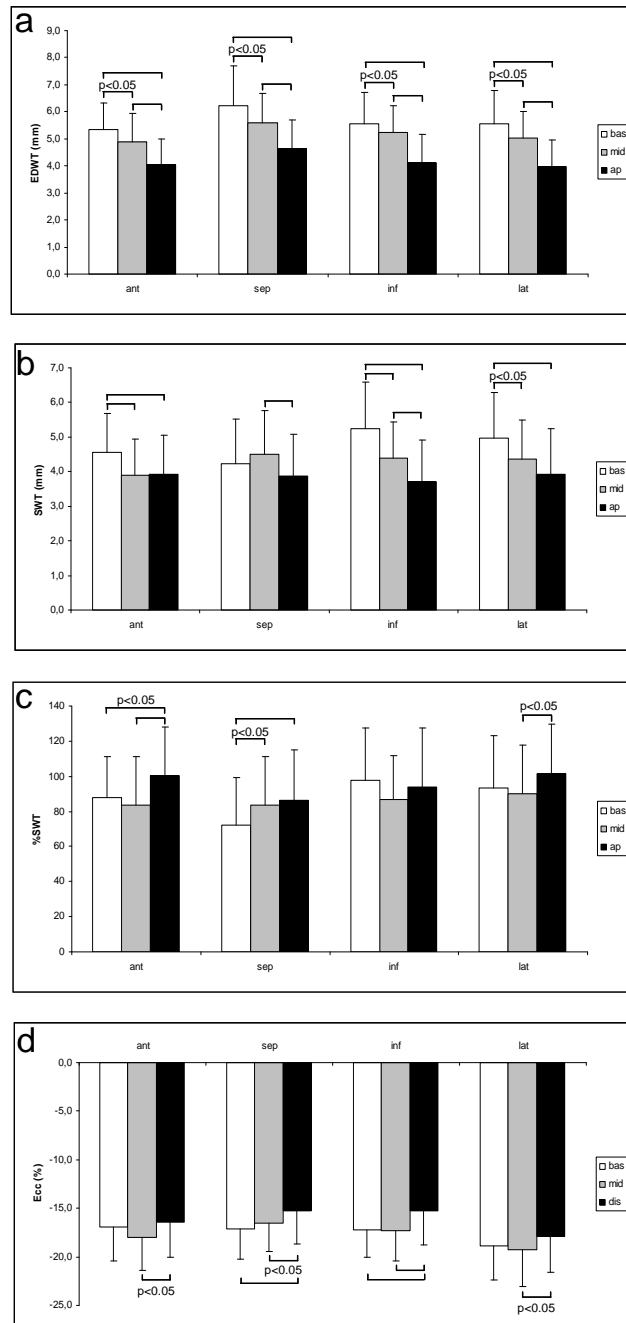 a
9,0
8,0
7,0
6,0
5,0
4,0
3,0
2,0
1,0
0,0
EDWT (mm)
p<0.05
p<0.05
p<0.05
p<0.05
ant
sep
inf
lat
bas
mid
ap
b
7,0
6,0
5,0
4,0
3,0
2,0
1,0
0,0
SWT (mm)
p<0.05
ant
sep
inf
lat
bas
mid
ap
c
140
120
100
80
60
40
20
0
%SWT
p<0.05
p<0.05
p<0.05
ant
sep
inf
lat
bas
mid
ap
d
ant
sep
inf
lat
0,0
-5,0
-10,0
-15,0
-20,0
-25,0
Ecc (%)
p<0.05
p<0.05
p<0.05
bas
mid
dis